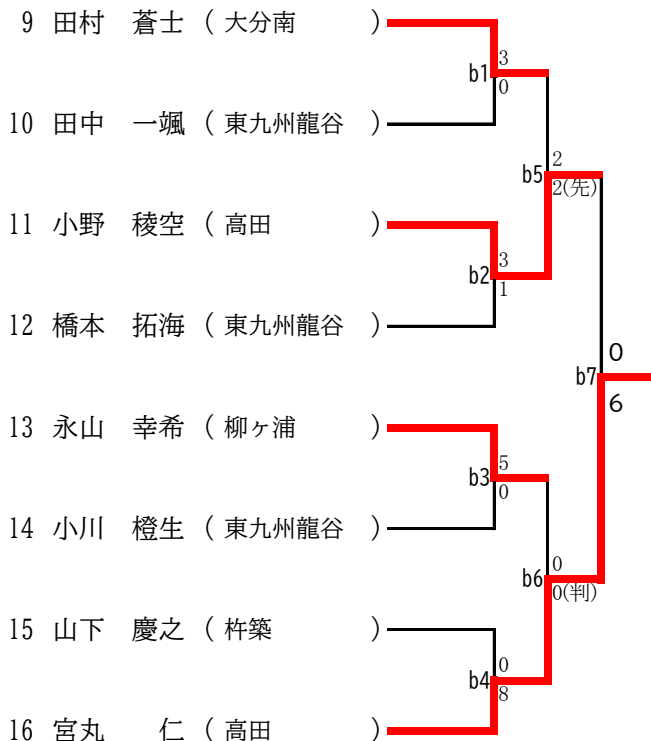 9 田村　蒼士 ( 大分南 )
3
b1
0
10 田中　一颯 ( 東九州龍谷 )
2
b5
2(先)
11 小野　稜空 ( 高田 )
3
b2
1
12 橋本　拓海 ( 東九州龍谷 )
0
b7
6
13 永山　幸希 ( 柳ヶ浦 )
5
b3
0
14 小川　橙生 ( 東九州龍谷 )
0
b6
0(判)
15 山下　慶之 ( 杵築 )
0
b4
8
16 宮丸　　仁 ( 高田 )